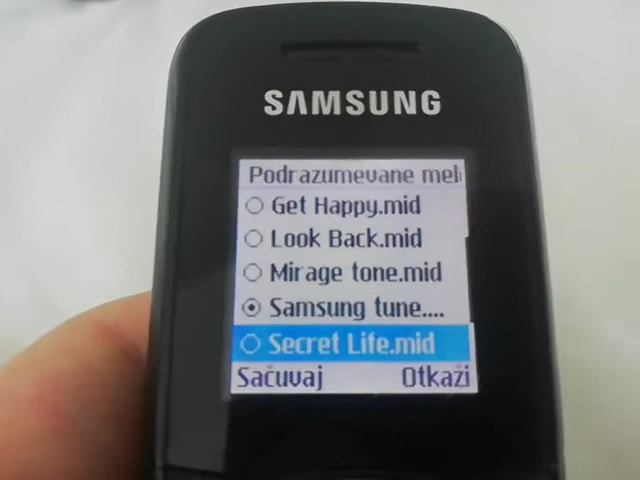 SAMSUNG
Podrazumevane mel
Get Happy.mid
Look Back.mid
Mirage tone.mid
Samsung tune....
Secret Life.mid
Sačuvaj Otkaži